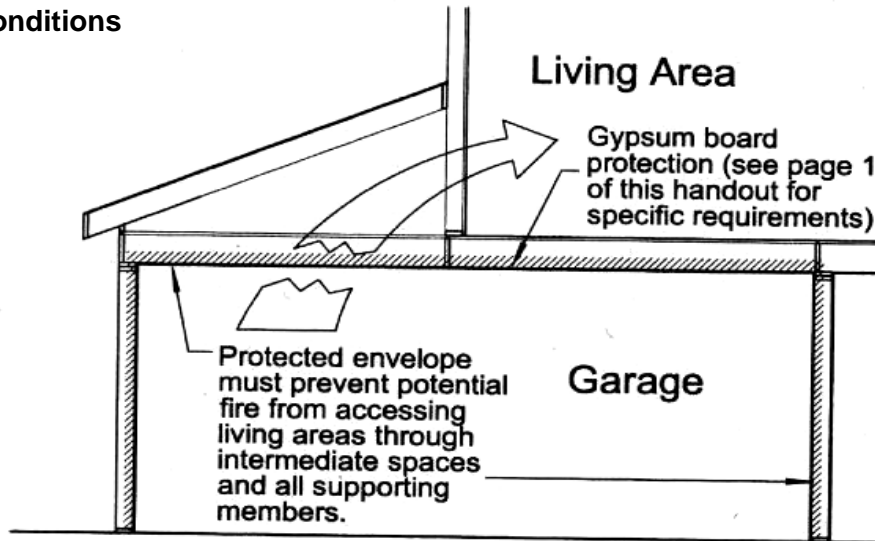 onditions
Living Area
Gypsum board
protection (see page 1
of this handout for
specific requirements)
Protected envelope
must prevent potential
fire from accessing
living areas through
intermediate spaces
and all supporting
members.
Garage